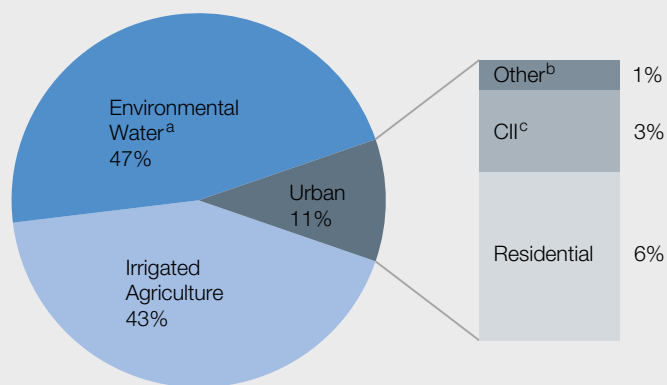 Environmental
Water a
47%
Urban
11%
Irrigated
Agriculture
43%
Other b 1%
CII c 3%
Residential 6%